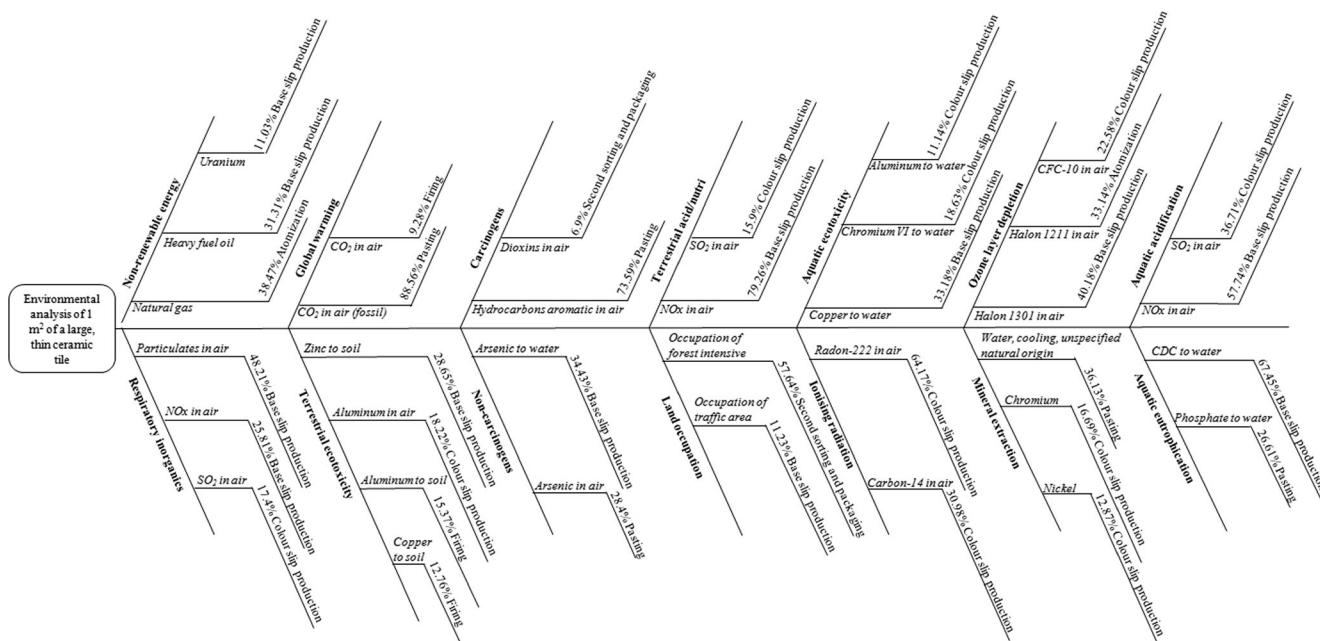 Environmental
analysis of 1
m² of a large,
thin ceramic
tile
Non-renewable energy
Uranium
11.03% Base slip production
Heavy fuel oil
31.31% Base slip production
Natural gas
38.47% Atomization
Global warming
CO₂ in air
9.28% Firing
CO₂ in air (fossil)
88.56% Pasting
Carcinogens
Dioxins in air
6.9% Second sorting and packaging
Hydrocarbons aromatic in air
73.59% Pasting
Terrestrial acid/nutri
SO₂ in air
15.9% Colour slip production
NOx in air
79.26% Base slip production
Aquatic ecotoxicity
Aluminum to water
11.14% Colour slip production
Chromium VI to water
18.63% Colour slip production
Copper to water
33.18% Base slip production
Ozone layer depletion
CFC-10 in air
22.58% Colour slip production
Halon 1211 in air
33.14% Atomization
Halon 1301 in air
40.18% Base slip production
Aquatic acidification
SO₂ in air
36.71% Colour slip production
NOx in air
57.74% Base slip production
Respiratory inorganics
Particulates in air
48.21% Base slip production
NOx in air
25.81% Base slip production
SO₂ in air
17.4% Colour slip production
Terrestrial ecotoxicity
Zinc to soil
28.65% Base slip production
Aluminum in air
18.22% Colour slip production
Aluminum to soil
15.37% Firing
Copper
to soil
12.76% Firing
Non-carcinogens
Arsenic to water
34.43% Base slip production
Arsenic in air
28.4% Pasting
Land occupation
Occupation of
forest intensive
57.64% Second sorting and packaging
Occupation of
traffic area
11.23% Base slip production
Ionising radiation
Radon-222 in air
64.17% Colour slip production
Carbon-14 in air
30.98% Colour slip production
Mineral extraction
Water, cooling, unspecified
natural origin
36.13% Pasting
Chromium
16.69% Colour slip production
Nickel
12.87% Colour slip production
Aquatic eutrophication
CDC to water
67.45% Base slip production
Phosphate to water
26.61% Pasting